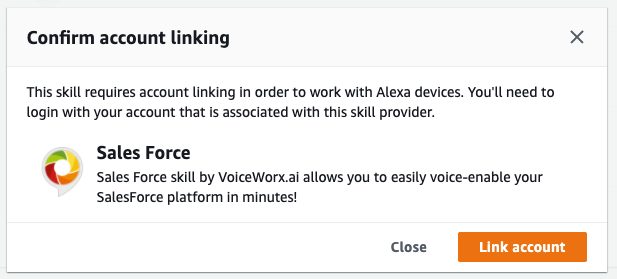 Confirm account linking
This skill requires account linking in order to work with Alexa devices. You'll need to
login with your account that is associated with this skill provider.
Sales Force
Sales Force skill by VoiceWorx.ai allows you to easily voice-enable your
SalesForce platform in minutes!
Close
Link account